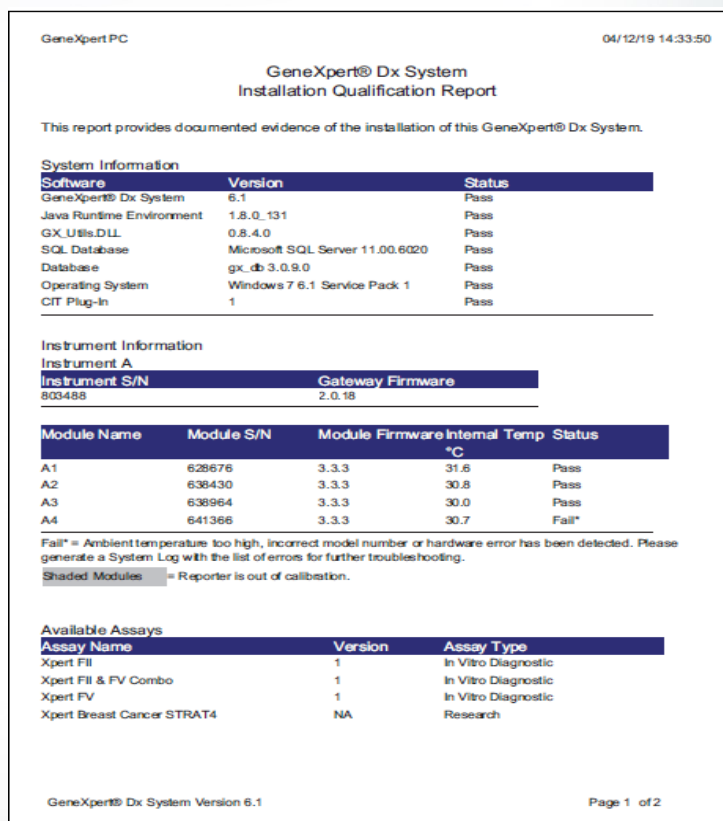 GeneXpert PC 04/12/19 14:33:50
GeneXpert® Dx System
Installation Qualification Report
This report provides documented evidence of the installation of this GeneXpert® Dx System.
System Information
Software Version Status
GeneXpert® Dx System 6.1 Pass
Java Runtime Environment 1.8.0_131 Pass
GX_Utils.DLL 0.8.4.0 Pass
SQL Database Microsoft SQL Server 11.00.6020 Pass
Database gx_db 3.0.9.0 Pass
Operating System Windows 7 6.1 Service Pack 1 Pass
CIT Plug-In 1 Pass
Instrument Information
Instrument A
Instrument S/N Gateway Firmware
803488 2.0.18
Module Name Module S/N Module Firmware Internal Temp Status
°C
A1 628676 3.3.3 31.6 Pass
A2 638430 3.3.3 30.8 Pass
A3 638964 3.3.3 30.0 Pass
A4 641366 3.3.3 30.7 Fail*
Fail* = Ambient temperature too high, incorrect model number or hardware error has been detected. Please
generate a System Log with the list of errors for further troubleshooting.
Shaded Modules = Reporter is out of calibration.
Available Assays
Assay Name Version Assay Type
Xpert FII 1 In Vitro Diagnostic
Xpert FII & FV Combo 1 In Vitro Diagnostic
Xpert FV 1 In Vitro Diagnostic
Xpert Breast Cancer STRAT4 NA Research
GeneXpert® Dx System Version 6.1 Page 1 of 2